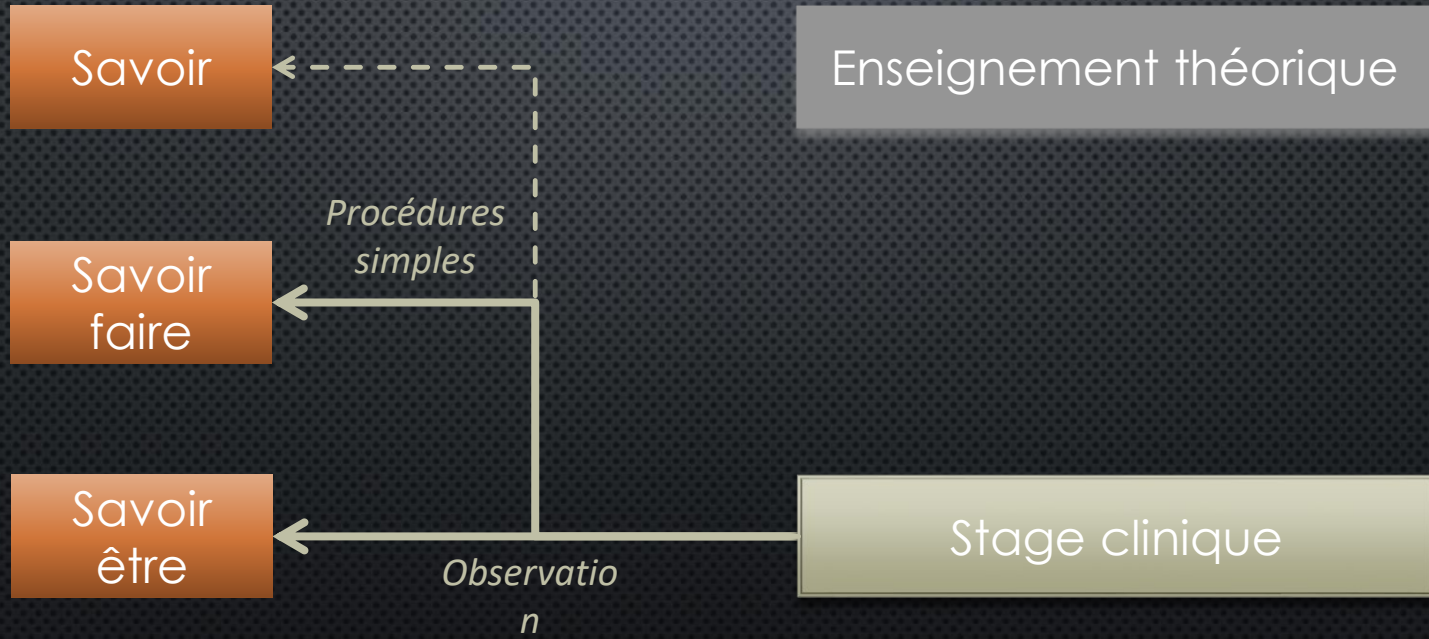 Savoir
Enseignement théorique
Procédures
simples
Savoir
faire
Savoir
être
Stage clinique
Observatio
n